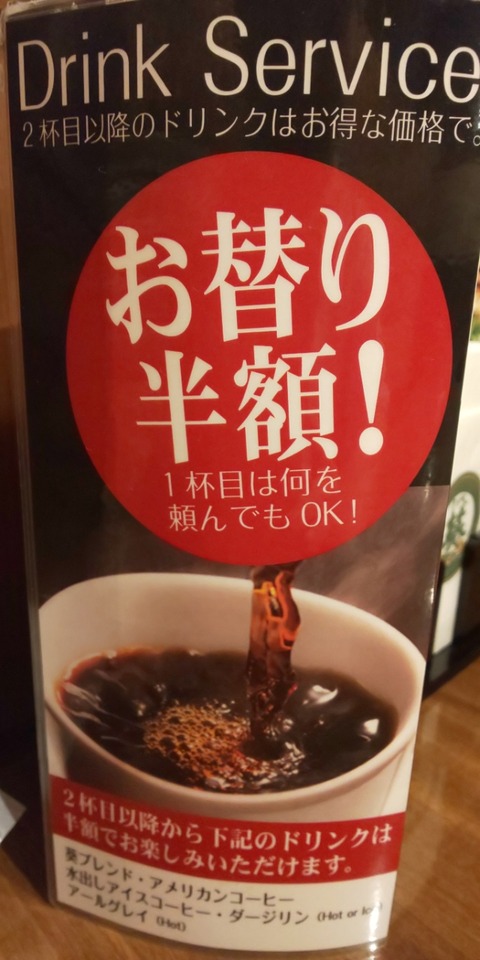 Drink Service
2杯目以降のドリンクはお得な価格で。
お替り
半額!
1杯目は何を
頼んでもOK!
2杯目以降から下記のドリンクは
半額でお楽しみいただけます。
葵ブレンド・アメリカンコーヒー
水出しアイスコーヒー・ダージリン (Hot or Ice)
アールグレイ (Hot)